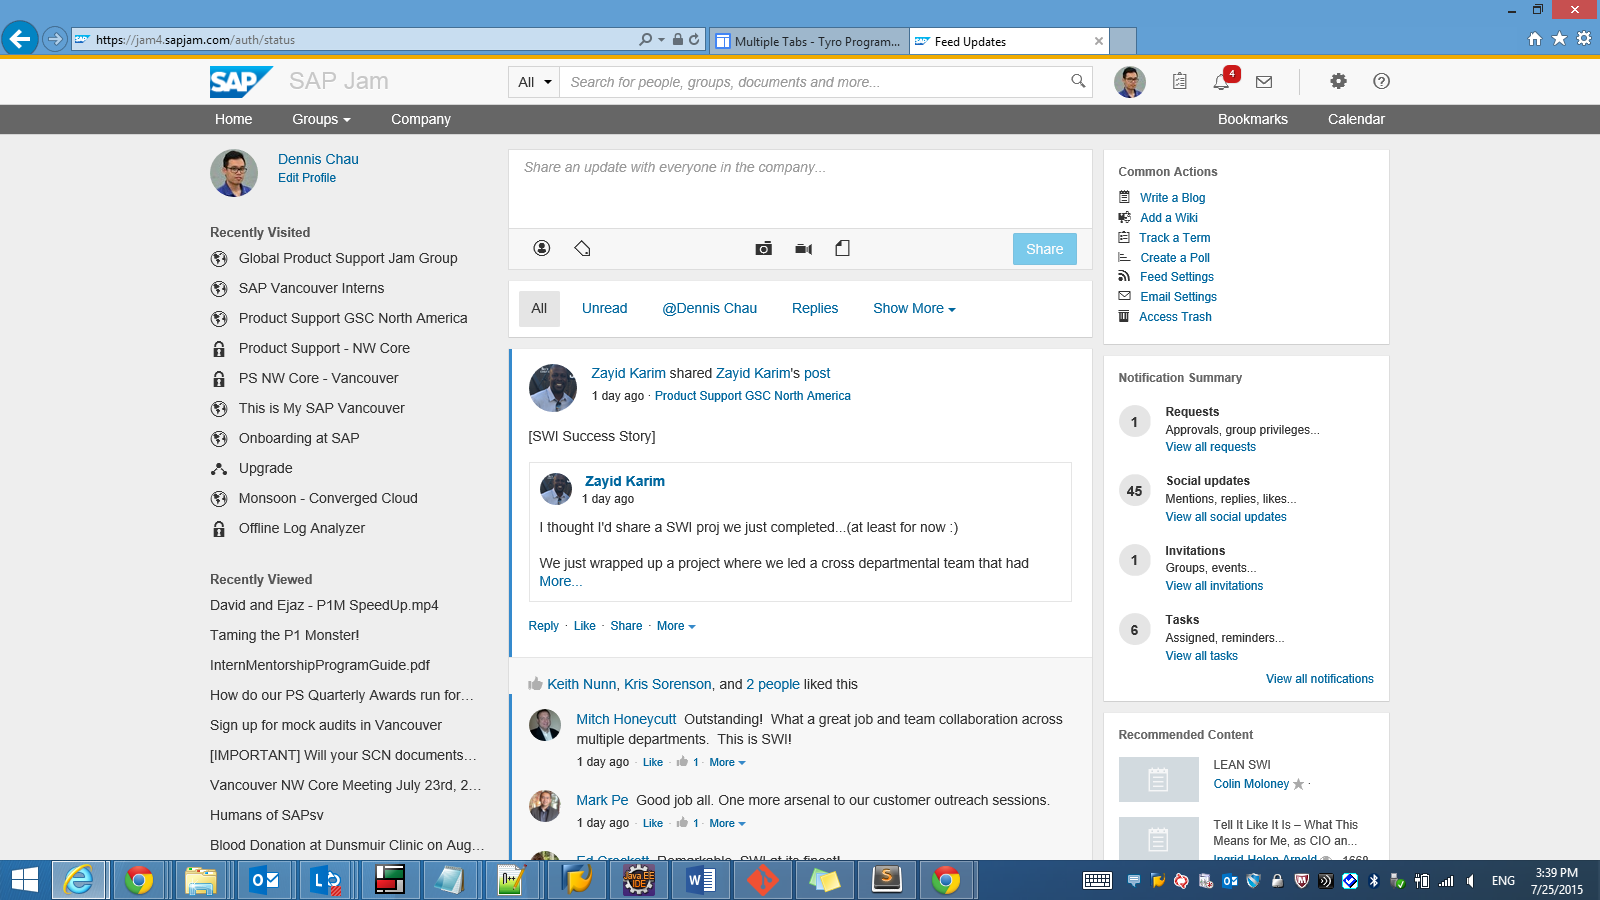 https://jam4.sapjam.com/auth/status
Multiple Tabs - Tyro Program...
Feed Updates
SAP SAP Jam
All
Search for people, groups, documents and more...
4
Home Groups Company Bookmarks Calendar
Dennis Chau
Edit Profile
Recently Visited
Global Product Support Jam Group
SAP Vancouver Interns
Product Support GSC North America
Product Support - NW Core
PS NW Core - Vancouver
This is My SAP Vancouver
Onboarding at SAP
Upgrade
Monsoon - Converged Cloud
Offline Log Analyzer
Recently Viewed
David and Ejaz - P1M SpeedUp.mp4
Taming the P1 Monster!
InternMentorshipProgramGuide.pdf
How do our PS Quarterly Awards run for...
Sign up for mock audits in Vancouver
[IMPORTANT] Will your SCN documents...
Vancouver NW Core Meeting July 23rd, 2...
Humans of SAPsv
Blood Donation at Dunsmuir Clinic on Aug...
Share an update with everyone in the company...
Share
All Unread @Dennis Chau Replies Show More
Zayid Karim shared Zayid Karim's post
1 day ago · Product Support GSC North America
[SWI Success Story]
Zayid Karim
1 day ago
I thought I'd share a SWI proj we just completed...(at least for now :)
We just wrapped up a project where we led a cross departmental team that had
More...
Reply · Like · Share · More
Keith Nunn, Kris Sorenson, and 2 people liked this
Mitch Honeycutt Outstanding! What a great job and team collaboration across
multiple departments. This is SWI!
1 day ago · Like · 1 · More
Mark Pe Good job all. One more arsenal to our customer outreach sessions.
1 day ago · Like · 1 · More
Ed Crockett Remarkable. SWI at its finest!
Common Actions
Write a Blog
Add a Wiki
Track a Term
Create a Poll
Feed Settings
Email Settings
Access Trash
Notification Summary
1
Requests
Approvals, group privileges...
View all requests
45
Social updates
Mentions, replies, likes...
View all social updates
1
Invitations
Groups, events...
View all invitations
6
Tasks
Assigned, reminders...
View all tasks
View all notifications
Recommended Content
LEAN SWI
Colin Moloney ·
Tell It Like It Is – What This
Means for Me, as CIO an...
Ingrid-Helen Arnold 1668
Java EE
IDE
ENG
3:39 PM
7/25/2015